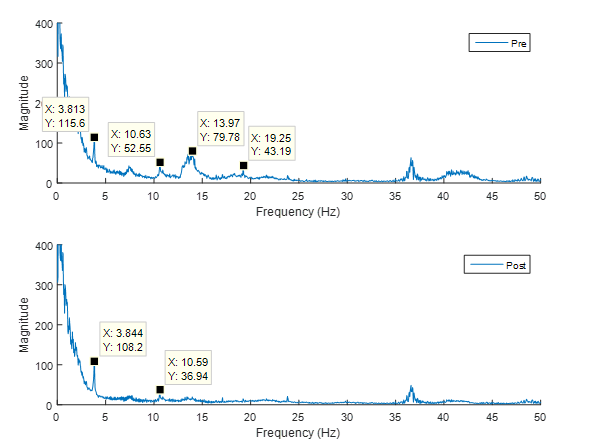 400
300
200
100
0
Magnitude
X: 3.813
Y: 115.6
X: 10.63
Y: 52.55
X: 13.97
Y: 79.78
X: 19.25
Y: 43.19
Pre
0 5 10 15 20 25 30 35 40 45 50
Frequency (Hz)
400
300
200
100
0
Magnitude
X: 3.844
Y: 108.2
X: 10.59
Y: 36.94
Post
0 5 10 15 20 25 30 35 40 45 50
Frequency (Hz)